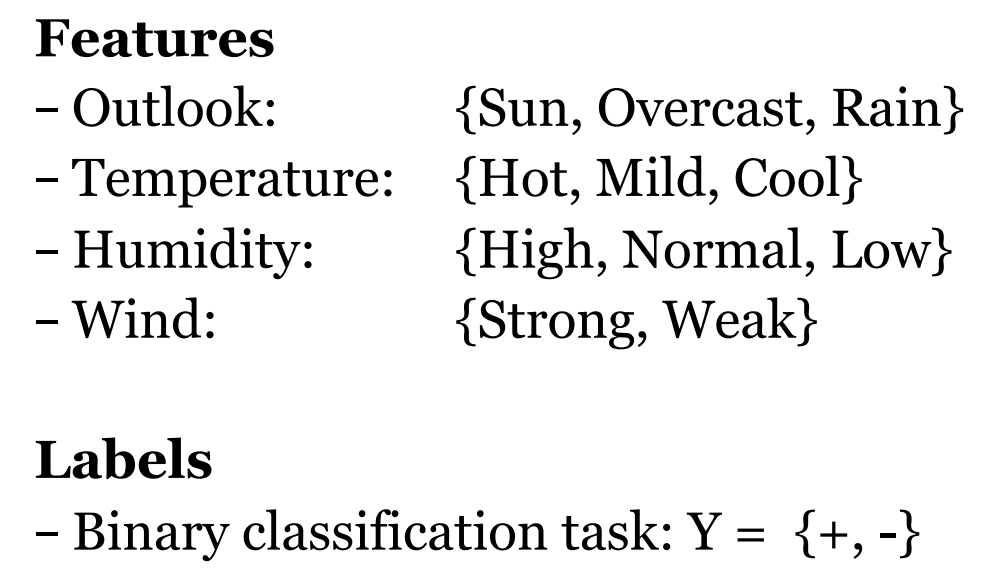 Features
– Outlook: {Sun, Overcast, Rain}
– Temperature: {Hot, Mild, Cool}
– Humidity: {High, Normal, Low}
– Wind: {Strong, Weak}
Labels
– Binary classification task: Y = {+, -}